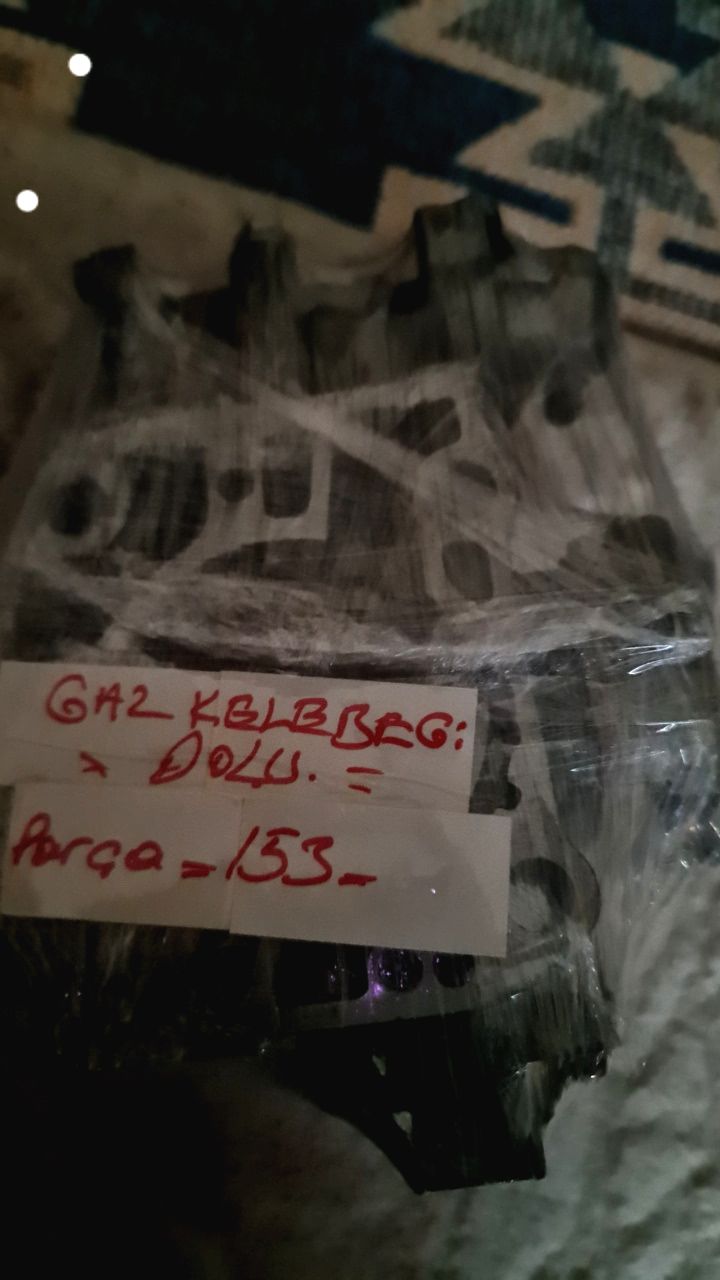 GAZ KELEBEG:
× DOLU. =
Parça = 153 -